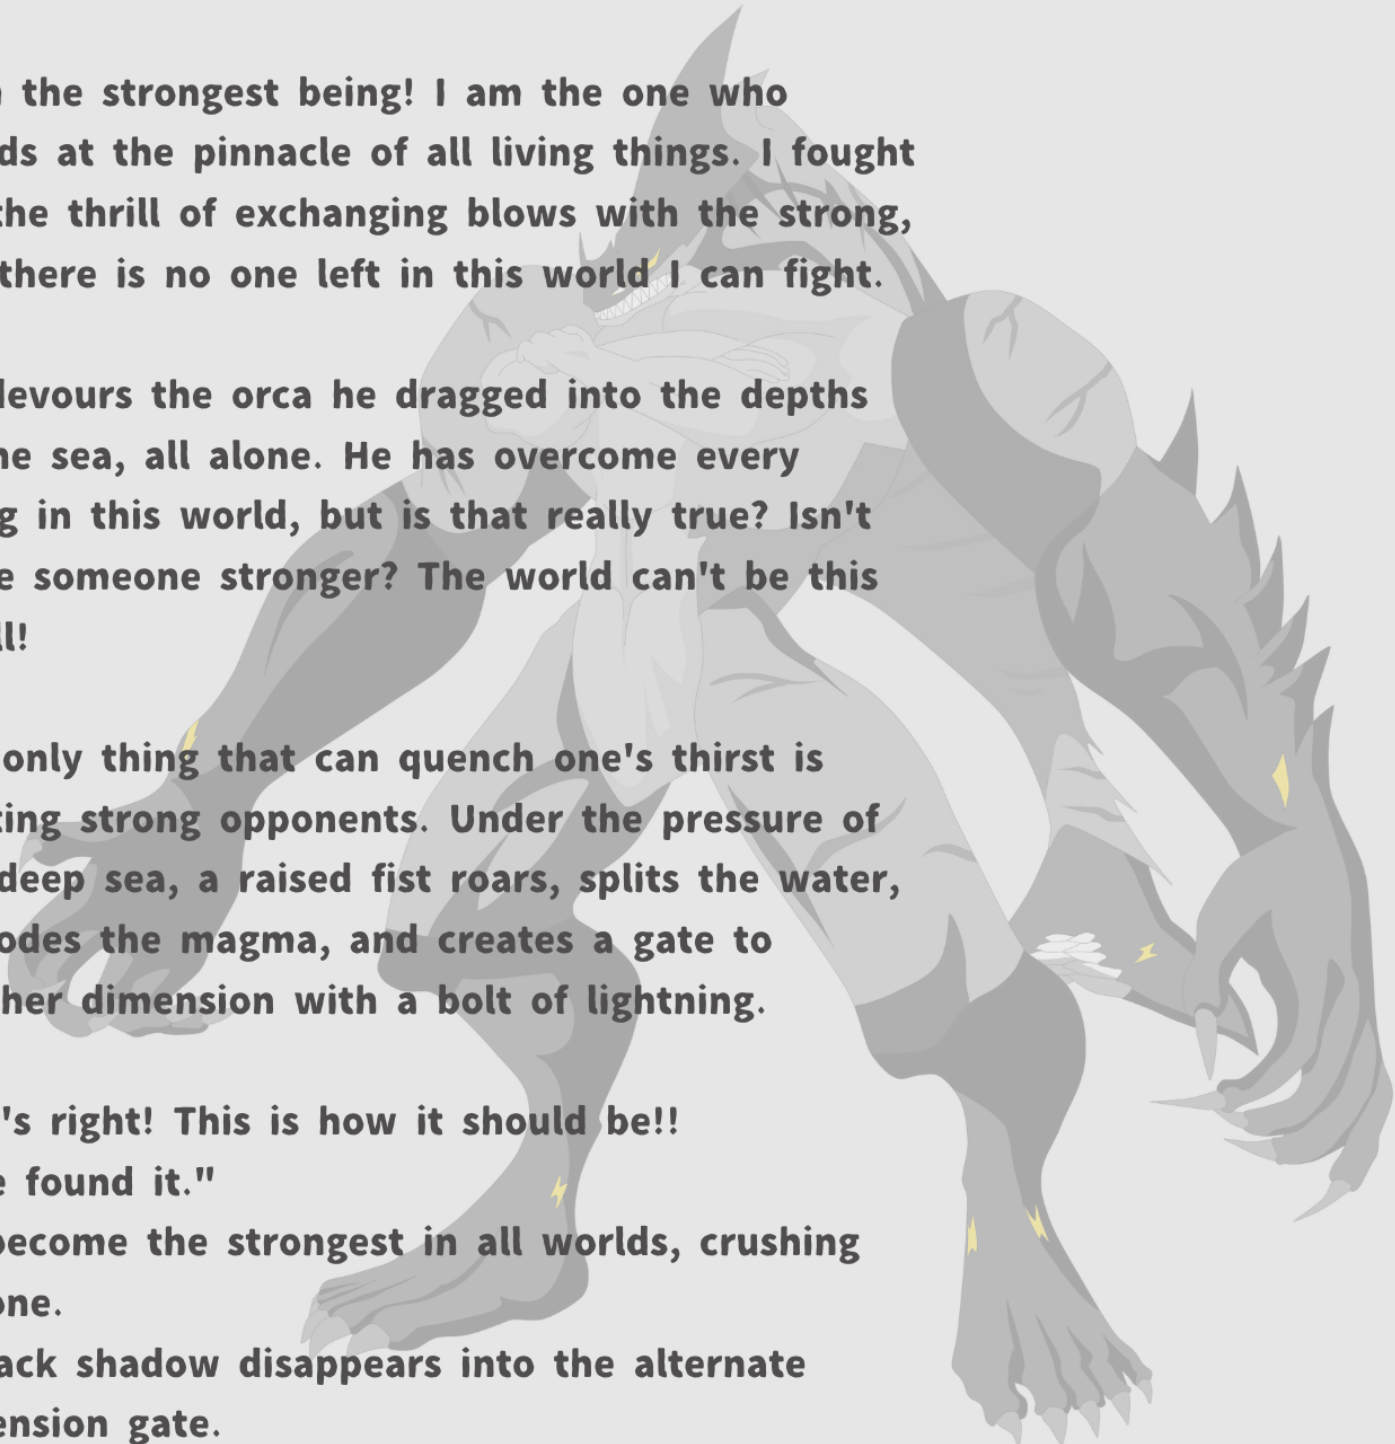 the strongest being! I am the one who
ds at the pinnacle of all living things. I fought
the thrill of exchanging blows with the strong,
there is no one left in this world I can fight.
devours the orca he dragged into the depths
he sea, all alone. He has overcome every
g in this world, but is that really true? Isn't
e someone stronger? The world can't be this
ll!
only thing that can quench one's thirst is
ting strong opponents. Under the pressure of
deep sea, a raised fist roars, splits the water,
odes the magma, and creates a gate to
her dimension with a bolt of lightning.
's right! This is how it should be!!
e found it."
become the strongest in all worlds, crushing
one.
ack shadow disappears into the alternate
ension gate.